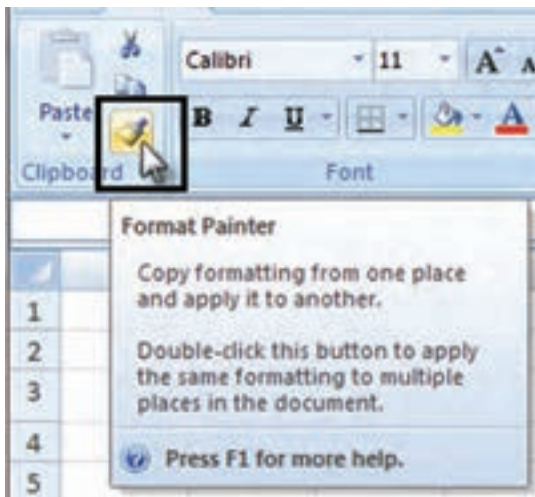 Calibri 11 A A
Paste B I U A
Clipboard Font
Format Painter
Copy formatting from one place
and apply it to another.
Double-click this button to apply
the same formatting to multiple
places in the document.
Press F1 for more help.
1
2
3
4
5